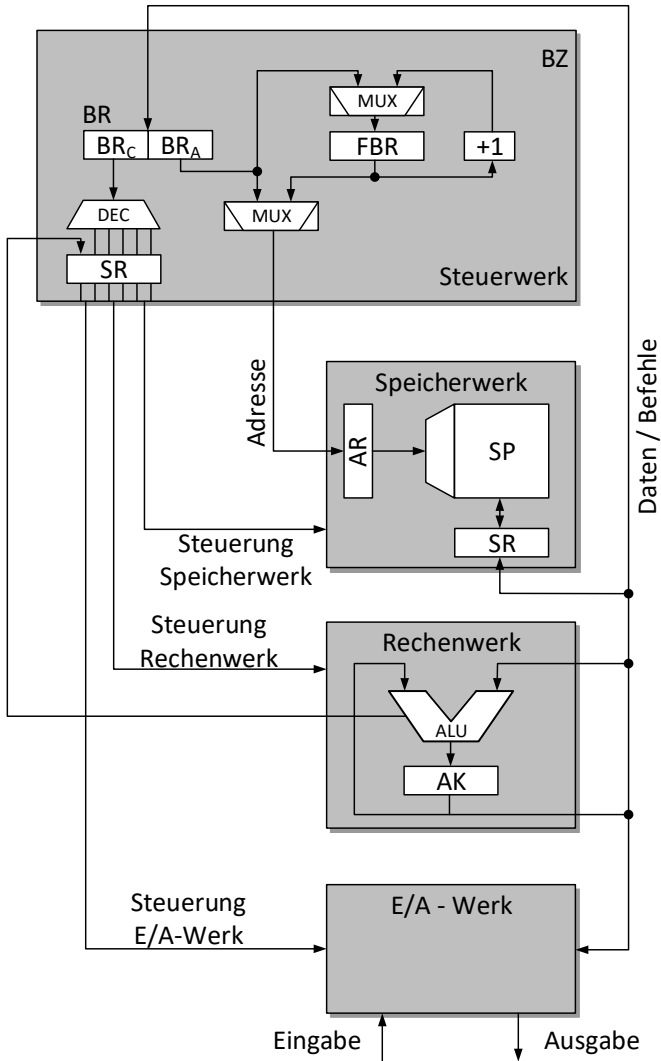 BZ
MUX
BR
BR_C BR_A
FBR
+1
DEC
MUX
SR
Steuerwerk
Adresse
Daten / Befehle
Speicherwerk
AR
SP
SR
Steuerung
Speicherwerk
Steuerung
Rechenwerk
Rechenwerk
ALU
AK
Steuerung
E/A-Werk
E/A - Werk
Eingabe
Ausgabe